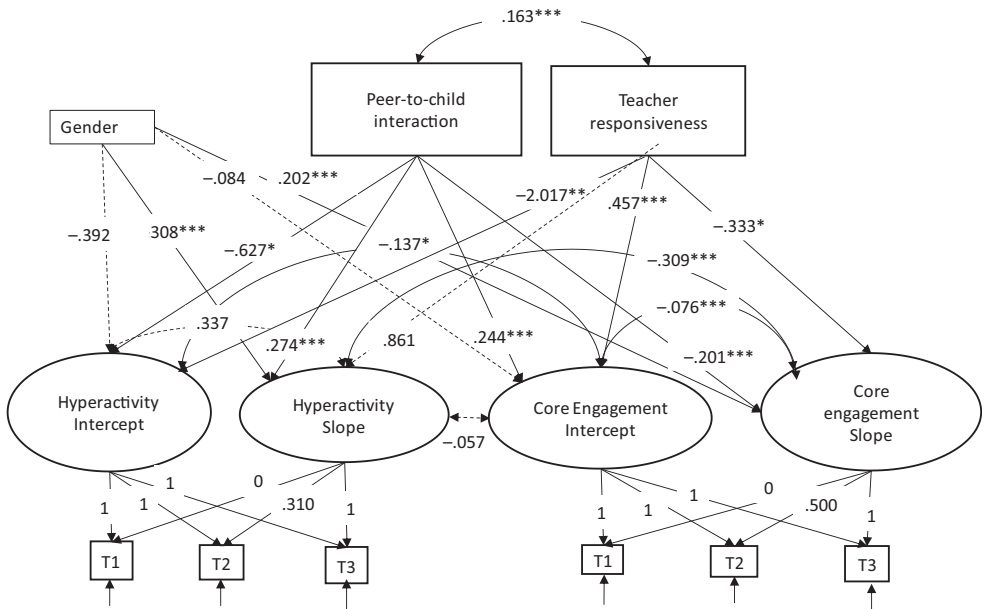 .163***
Peer-to-child
interaction
Teacher
responsiveness
Gender
–.084
.202***
–2.017**
.457***
–.333*
–.392
.308***
–.627*
–.137*
–.309***
–.076***
.337
.274***
.861
.244***
–.201***
Hyperactivity
Intercept
Hyperactivity
Slope
Core Engagement
Intercept
Core
engagement
Slope
–.057
1
1
1
0
.310
1
1
1
1
0
.500
1
T1
T2
T3
T1
T2
T3